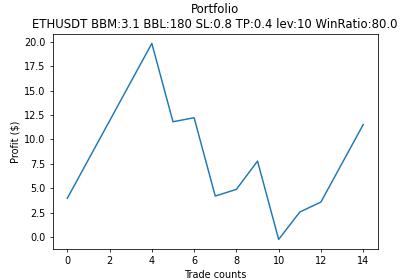 Portfolio
ETHUSDT BBM:3.1 BBL:180 SL:0.8 TP:0.4 lev:10 WinRatio:80.0
20.0
17.5
15.0
12.5
10.0
7.5
5.0
2.5
0.0
Profit ($)
0 2 4 6 8 10 12 14
Trade counts